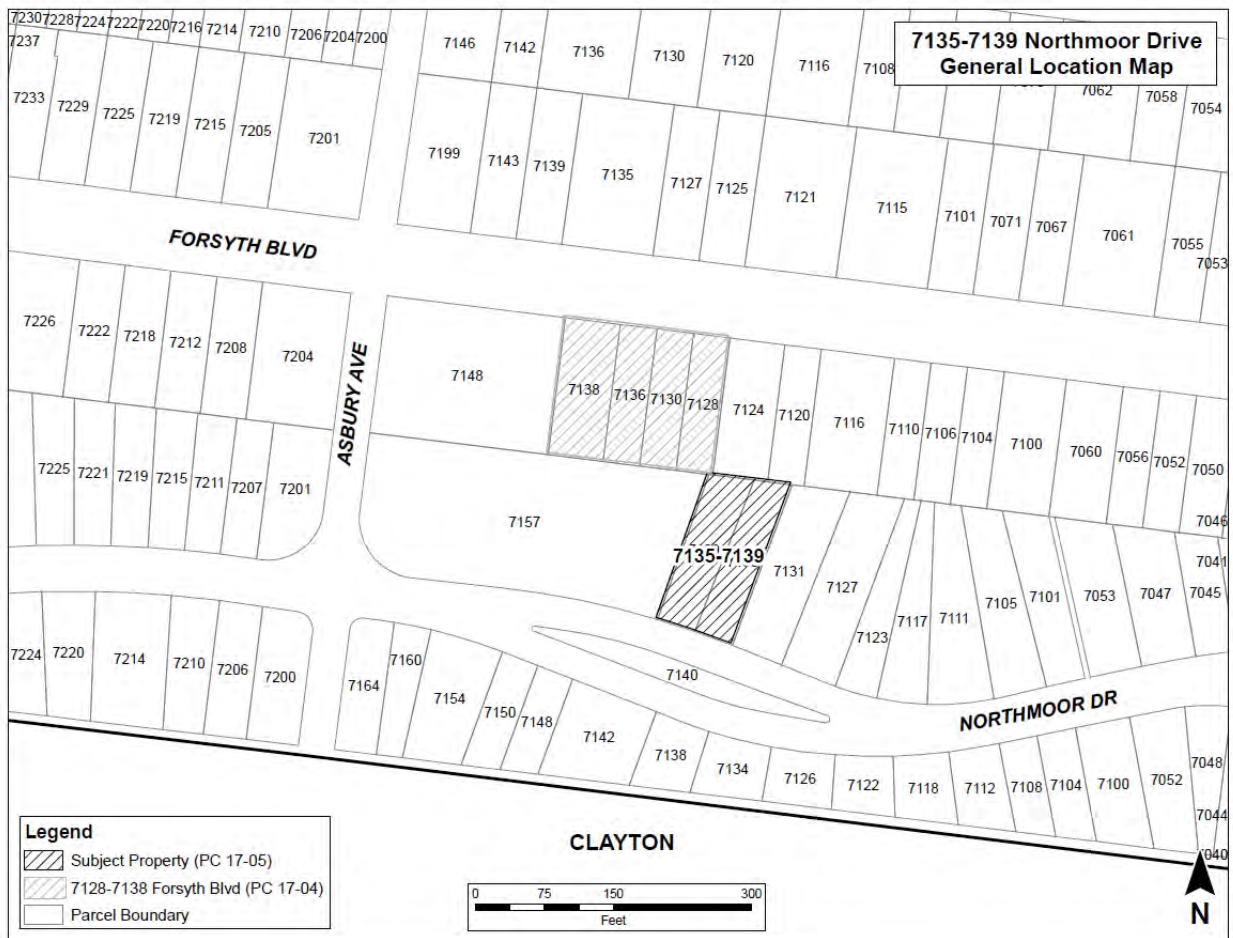 7135-7139 Northmoor Drive
General Location Map
7230 7228 7224 7222 7220 7216 7214 7210 7206 7204 7200
7146 7142 7136 7130 7120 7116 7108 7062 7058 7054
7237
7233 7229 7225 7219 7215 7205 7201
7199 7143 7139 7135 7127 7125 7121 7115 7101 7071 7067 7061 7055 7053
FORSYTH BLVD
7226 7222 7218 7212 7208 7204
ASBURY AVE
7148 7138 7136 7130 7128 7124 7120 7116 7110 7106 7104 7100 7060 7056 7052 7050
7046
7225 7221 7219 7215 7211 7207 7201
7157
7135-7139
7131 7127 7123 7117 7111 7105 7101 7053 7047 7045 7041
7224 7220 7214 7210 7206 7200
7164 7160 7154 7150 7148 7142 7138 7134 7126 7122 7118 7112 7108 7104 7100 7052 7048
7044
7040
7140
NORTHMOOR DR
CLAYTON
Legend
Subject Property (PC 17-05)
7128-7138 Forsyth Blvd (PC 17-04)
Parcel Boundary
0 75 150 300
Feet
N